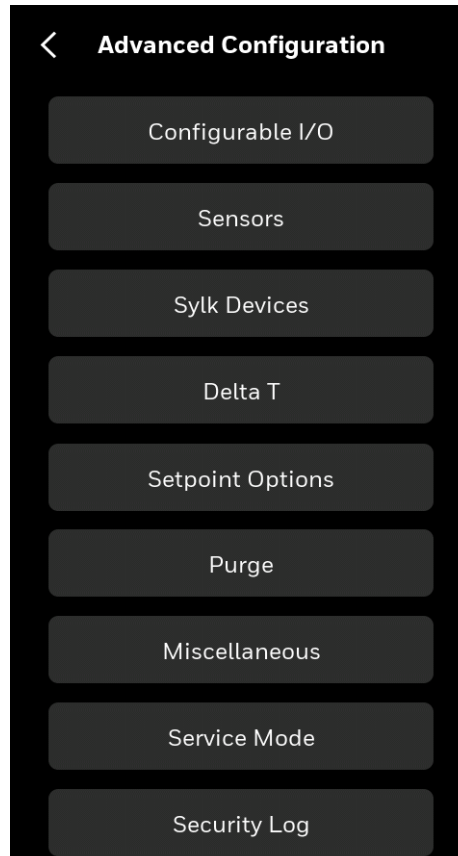 Advanced Configuration
Configurable I/O
Sensors
Sylk Devices
Delta T
Setpoint Options
Purge
Miscellaneous
Service Mode
Security Log